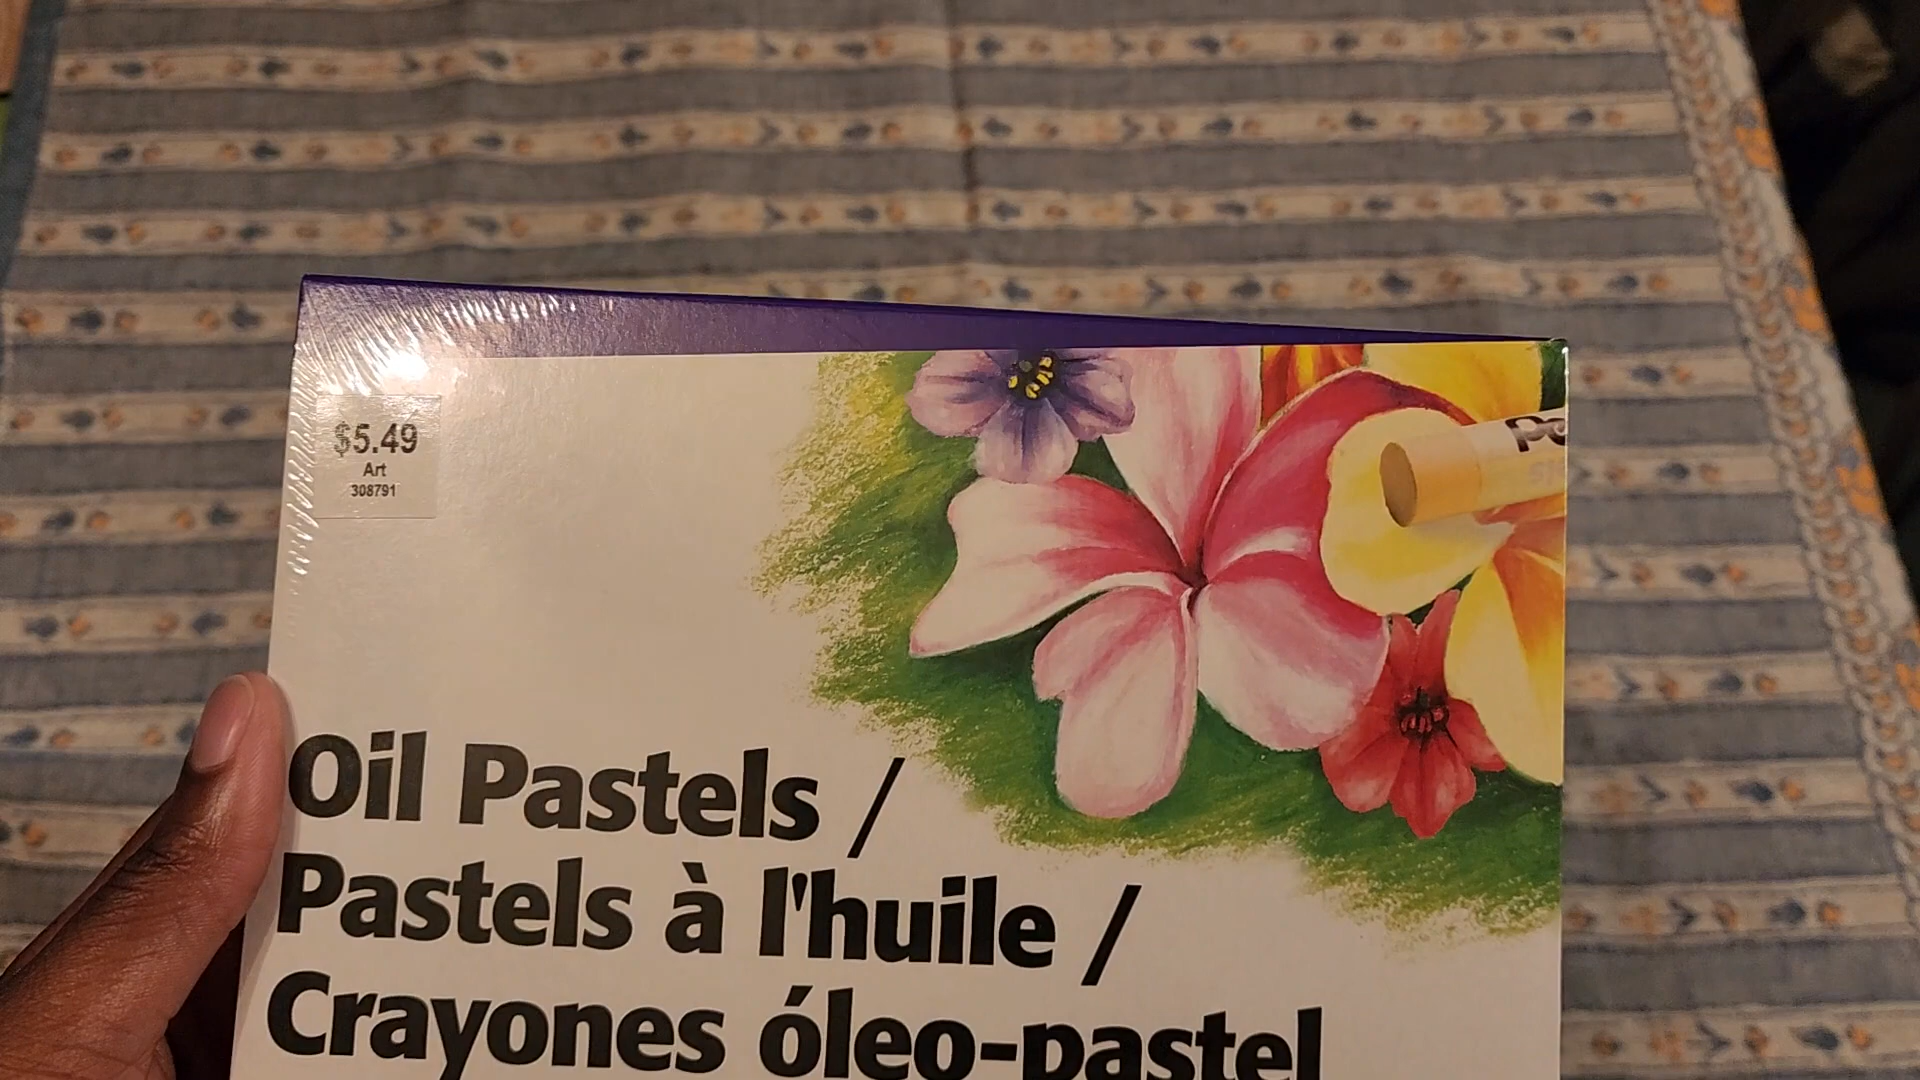 $5.49
Art
308791
Oil Pastels /
Pastels à l'huile /
Crayones óleo-pastel